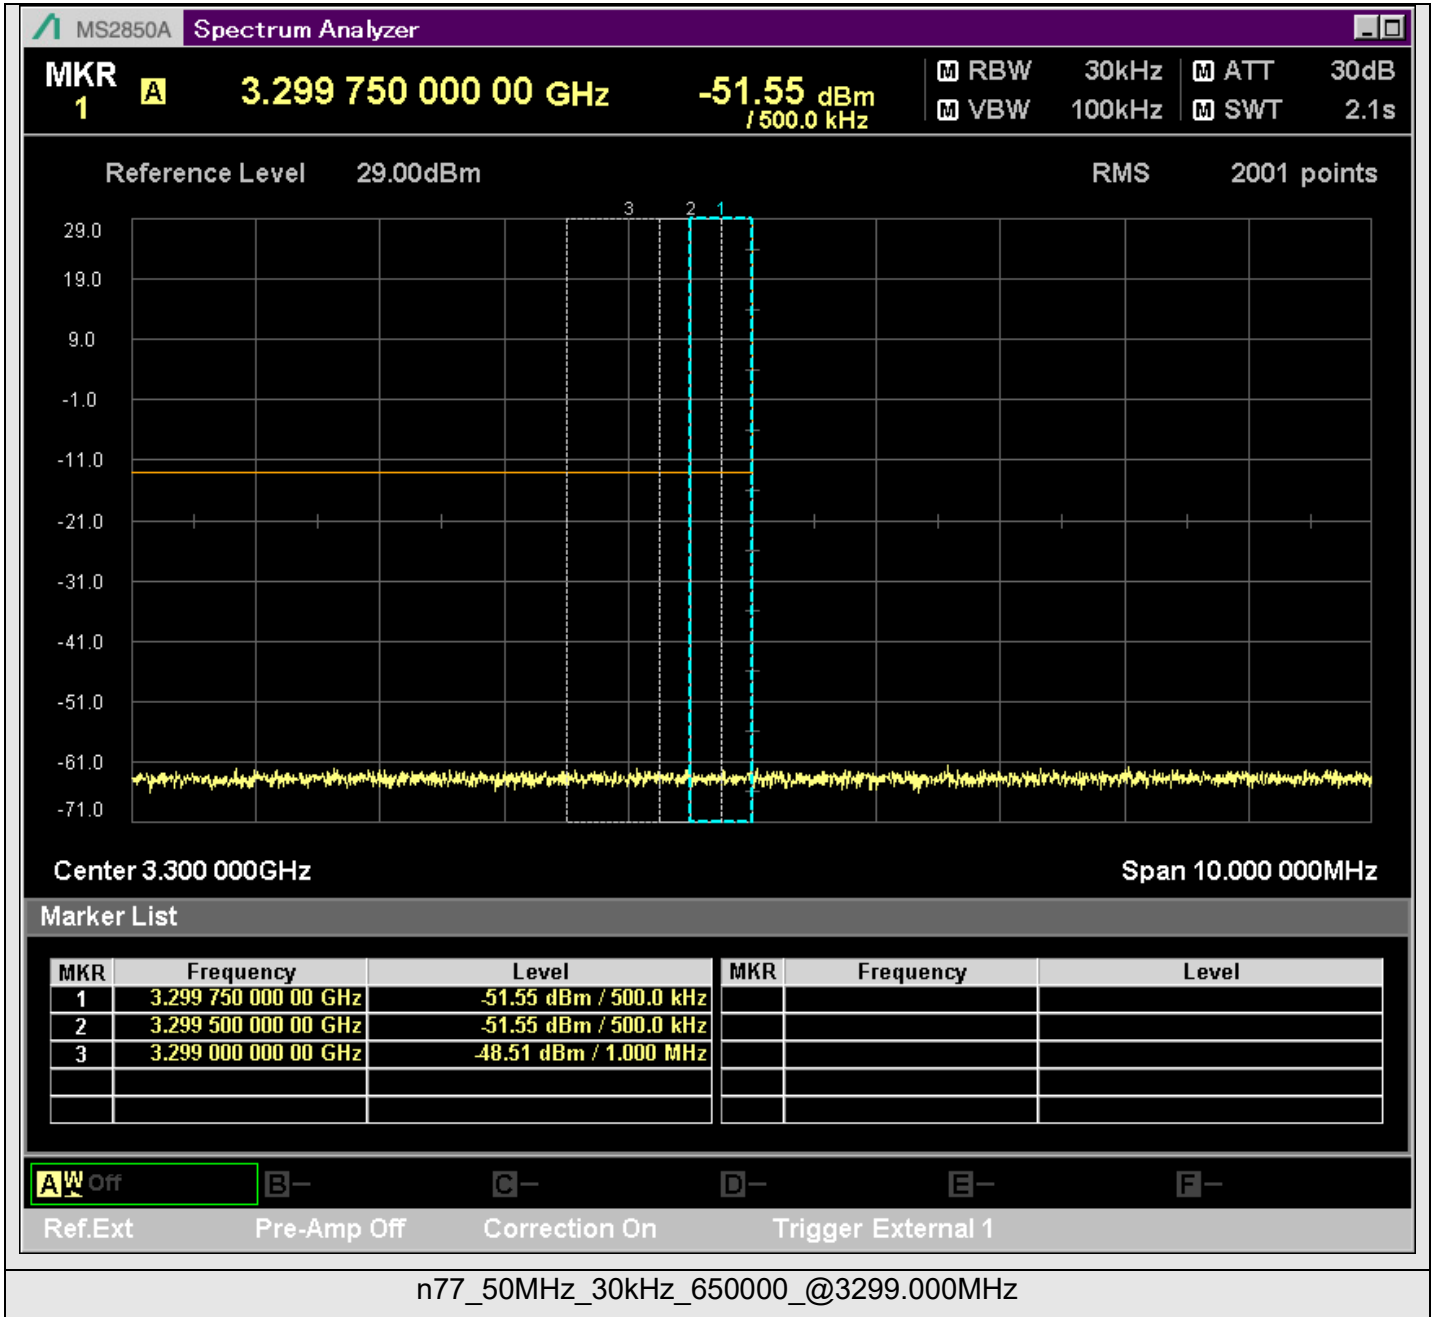 MS2850A Spectrum Analyzer
MKR 1 A 3.299 750 000 00 GHz -51.55 dBm / 500.0 kHz
M RBW 30kHz M ATT 30dB
M VBW 100kHz M SWT 2.1s
Reference Level 29.00dBm RMS 2001 points
3 2 1
29.0
19.0
9.0
-1.0
-11.0
-21.0
-31.0
-41.0
-51.0
-61.0
-71.0
Center 3.300 000GHz Span 10.000 000MHz
Marker List
MKR Frequency Level MKR Frequency Level
1 3.299 750 000 00 GHz -51.55 dBm / 500.0 kHz
2 3.299 500 000 00 GHz -51.55 dBm / 500.0 kHz
3 3.299 000 000 00 GHz -48.51 dBm / 1.000 MHz
A W Off B – C – D – E – F –
Ref.Ext Pre-Amp Off Correction On Trigger External 1
n77_50MHz_30kHz_650000_@3299.000MHz